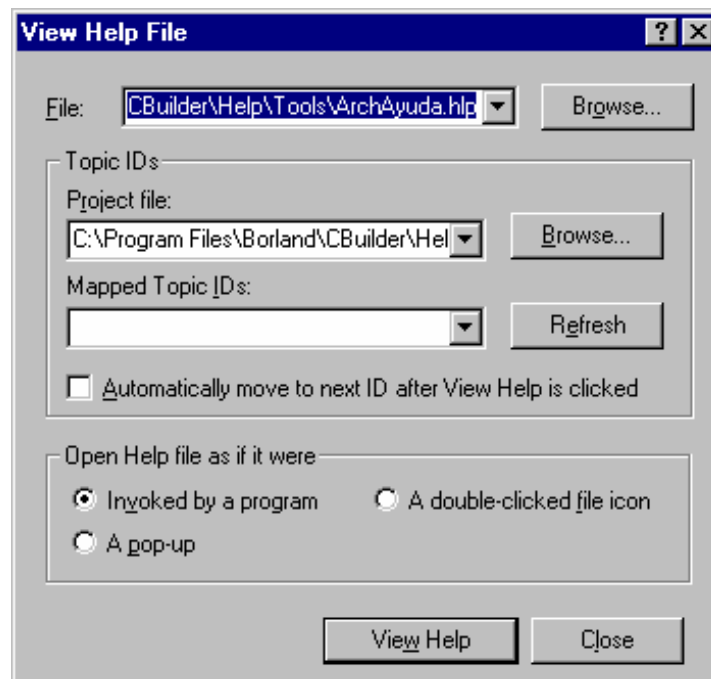 View Help File
File: CBuilder\Help\Tools\ArchAyuda.hlp Browse...
Topic IDs
Project file:
C:\Program Files\Borland\CBuilder\Hel Browse...
Mapped Topic IDs:
Refresh
Automatically move to next ID after View Help is clicked
Open Help file as if it were
Invoked by a program A double-clicked file icon
A pop-up
View Help Close